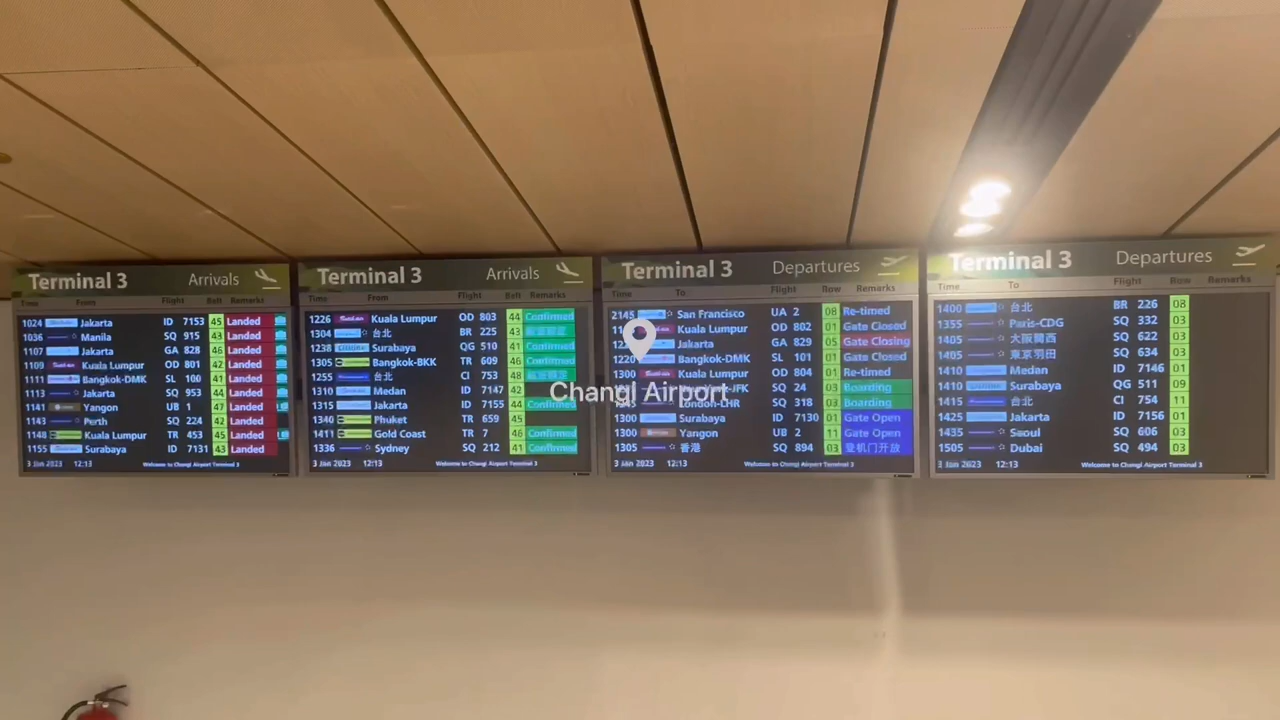 Terminal 3 Arrivals
Time From Flight Belt Remarks
1024 Jakarta ID 7153 45 Landed
1036 Manila SQ 915 43 Landed
1107 Jakarta GA 828 46 Landed
1109 Kuala Lumpur OD 801 42 Landed
1111 Bangkok-DMK SL 100 41 Landed
1113 Jakarta SQ 953 44 Landed
1141 Yangon UB 1 47 Landed
1143 Perth SQ 224 42 Landed
1148 Kuala Lumpur TR 453 45 Landed
1155 Surabaya ID 7131 43 Landed
3 Jan 2023 12:13 Welcome to Changi Airport Terminal 3
Terminal 3 Arrivals
Time From Flight Belt Remarks
1226 Kuala Lumpur OD 803 44 Confirmed
1304 台北 BR 225 43
1238 Surabaya QG 510 41 Confirmed
1305 Bangkok-BKK TR 609 46 Confirmed
1255 台北 CI 753 48
1310 Medan ID 7147 42
1315 Jakarta ID 7155 44 Confirmed
1340 Phuket TR 659 45
1411 Gold Coast TR 7 46 Confirmed
1336 Sydney SQ 212 41 Confirmed
3 Jan 2023 12:13 Welcome to Changi Airport Terminal 3
Terminal 3 Departures
Time To Flight Row Remarks
2145 San Francisco UA 2 08 Re-timed
Kuala Lumpur OD 802 01 Gate Closed
Jakarta GA 829 05 Gate Closing
1220 Bangkok-DMK SL 101 01 Gate Closed
1300 Kuala Lumpur OD 804 01 Re-timed
SQ 24 03 Boarding
London-LHR SQ 318 03 Boarding
1300 Surabaya ID 7130 01 Gate Open
1300 Yangon UB 2 11 Gate Open
1305 香港 SQ 894 03 登机门开放
3 Jan 2023 12:13 Welcome to Changi Airport Terminal 3
Changi Airport
Terminal 3 Departures
Time To Flight Row Remarks
1400 台北 BR 226 08
1355 Paris-CDG SQ 332 03
1405 大阪關西 SQ 622 03
1405 東京羽田 SQ 634 03
1410 Medan ID 7146 01
1410 Surabaya QG 511 09
1415 台北 CI 754 11
1425 Jakarta ID 7156 01
1435 Seoul SQ 606 03
1505 Dubai SQ 494 03
3 Jan 2023 12:13 Welcome to Changi Airport Terminal 3